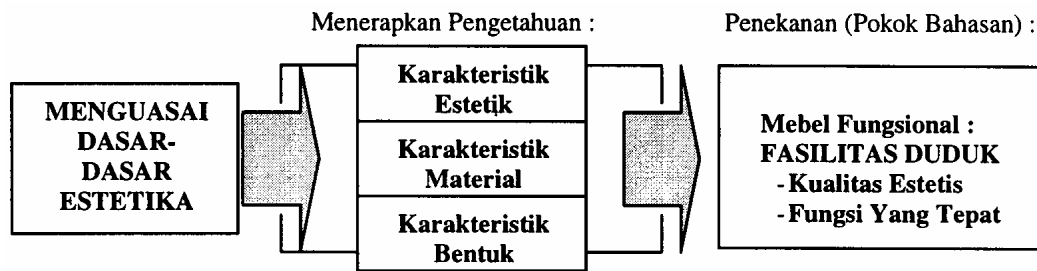 Menerapkan Pengetahuan :
Penekanan (Pokok Bahasan) :
MENGUASAI
DASAR-
DASAR
ESTETIKA
Karakteristik
Estetik
Karakteristik
Material
Karakteristik
Bentuk
Mebel Fungsional :
FASILITAS DUDUK
- Kualitas Estetis
- Fungsi Yang Tepat